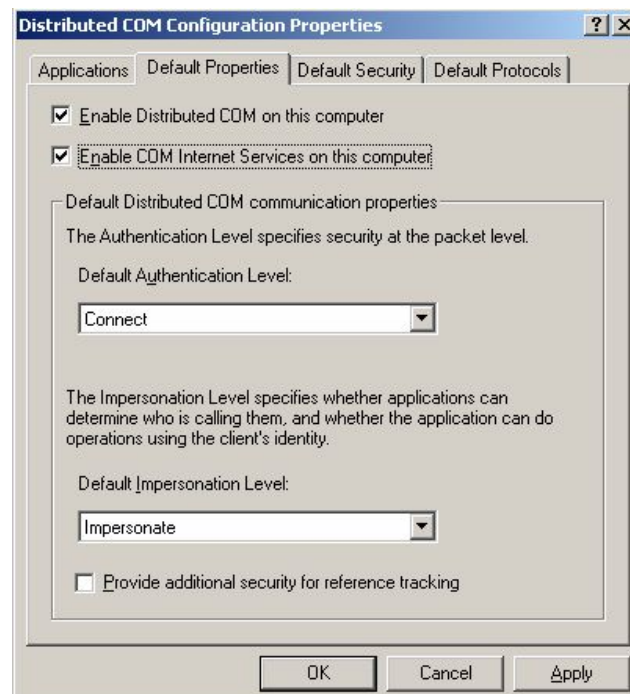 Distributed COM Configuration Properties
Applications
Default Properties
Default Security
Default Protocols
Enable Distributed COM on this computer
Enable COM Internet Services on this computer
Default Distributed COM communication properties
The Authentication Level specifies security at the packet level.
Default Authentication Level:
Connect
The Impersonation Level specifies whether applications can
determine who is calling them, and whether the application can do
operations using the client's identity.
Default Impersonation Level:
Impersonate
Provide additional security for reference tracking
OK
Cancel
Apply